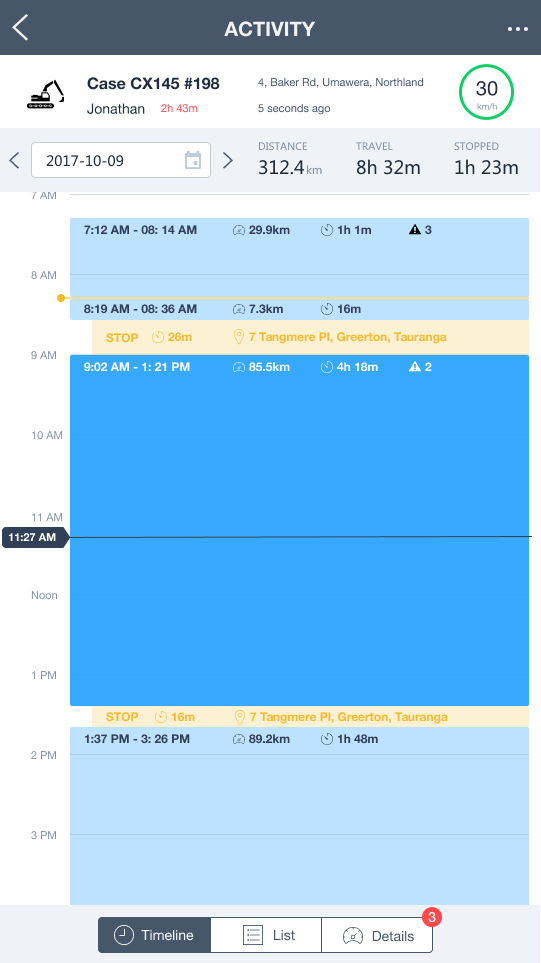 ACTIVITY
Case CX145 #198
4, Baker Rd, Umawera, Northland
Jonathan 2h 43m
5 seconds ago
30
km/h
2017-10-09
DISTANCE TRAVEL STOPPED
312.4km 8h 32m 1h 23m
7 AM
7:12 AM - 08: 14 AM 29.9km 1h 1m 3
8 AM
8:19 AM - 08: 36 AM 7.3km 16m
STOP 26m 7 Tangmere Pl, Greerton, Tauranga
9 AM
9:02 AM - 1: 21 PM 85.5km 4h 18m 2
10 AM
11 AM
11:27 AM
Noon
1 PM
STOP 16m 7 Tangmere Pl, Greerton, Tauranga
1:37 PM - 3: 26 PM 89.2km 1h 48m
2 PM
3 PM
Timeline List Details 3